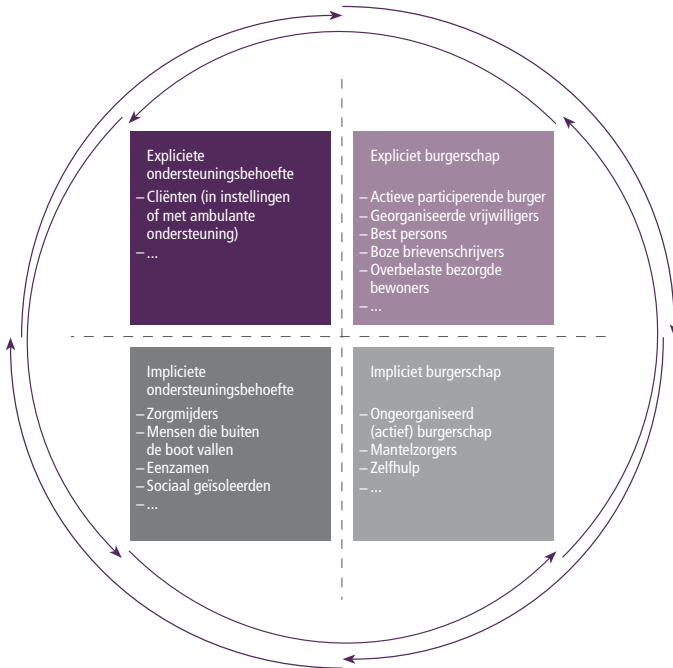 Expliciete
ondersteuningsbehoefte
– Cliënten (in instellingen
of met ambulante
ondersteuning)
– ...
Expliciet burgerschap
– Actieve participerende burger
– Georganiseerde vrijwilligers
– Best persons
– Boze brievenschrijvers
– Overbelaste bezorgde
bewoners
– ...
Impliciete
ondersteuningsbehoefte
– Zorgmijders
– Mensen die buiten
de boot vallen
– Eenzamen
– Sociaal geïsoleerden
– ...
Impliciet burgerschap
– Ongeorganiseerd
(actief) burgerschap
– Mantelzorgers
– Zelfhulp
– ...